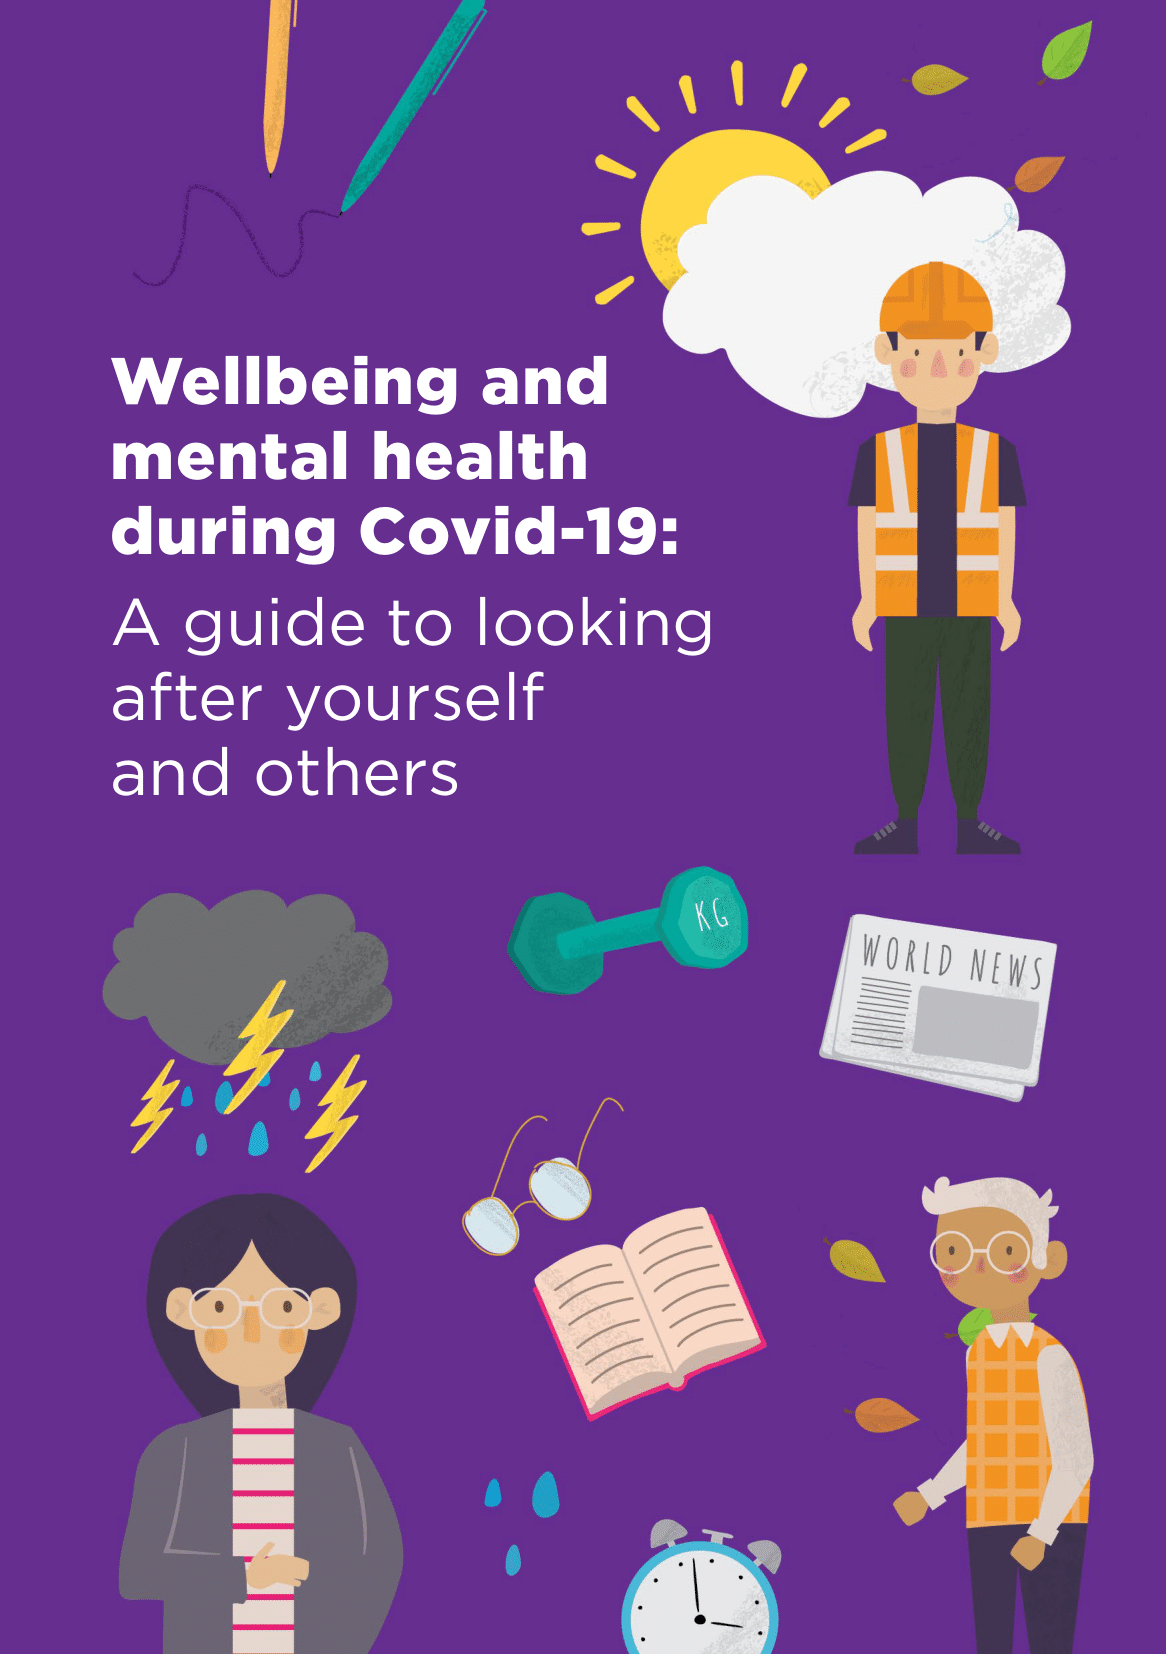 Wellbeing and
mental health
during Covid-19:
A guide to looking
after yourself
and others
KG
WORLD NEWS